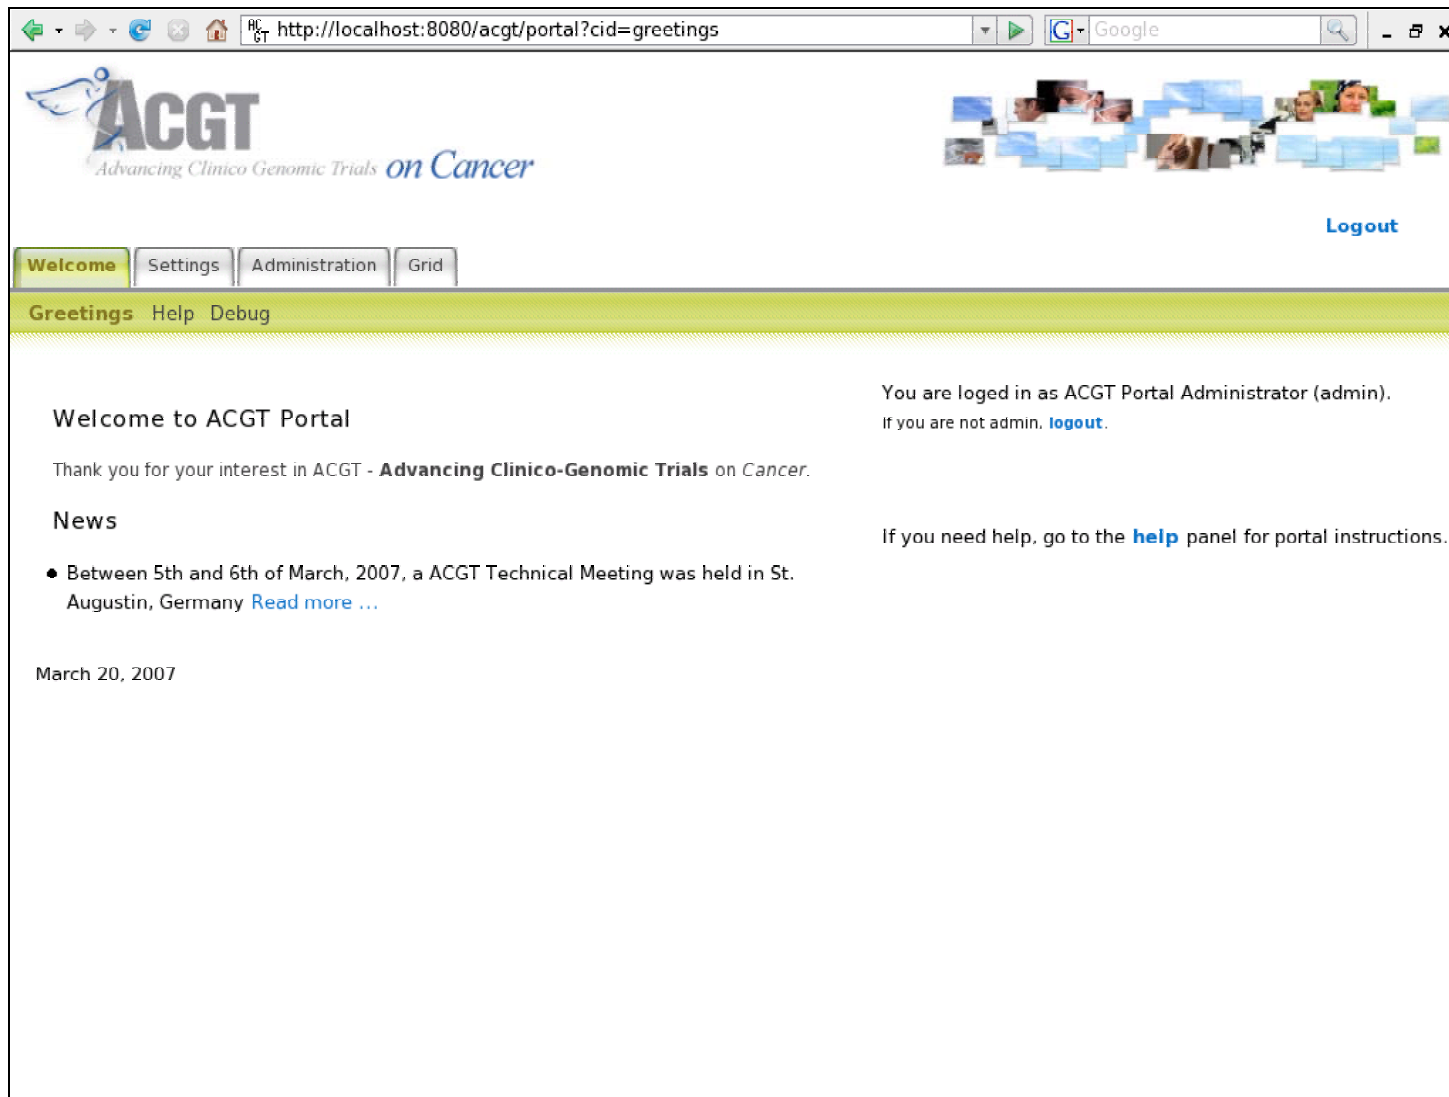 http://localhost:8080/acgt/portal?cid=greetings
G Google
ACGT
Advancing Clinico Genomic Trials on Cancer
Logout
Welcome Settings Administration Grid
Greetings Help Debug
You are loged in as ACGT Portal Administrator (admin).
If you are not admin, logout.
Welcome to ACGT Portal
Thank you for your interest in ACGT - Advancing Clinico-Genomic Trials on Cancer.
News
If you need help, go to the help panel for portal instructions.
Between 5th and 6th of March, 2007, a ACGT Technical Meeting was held in St.
Augustin, Germany Read more ...
March 20, 2007